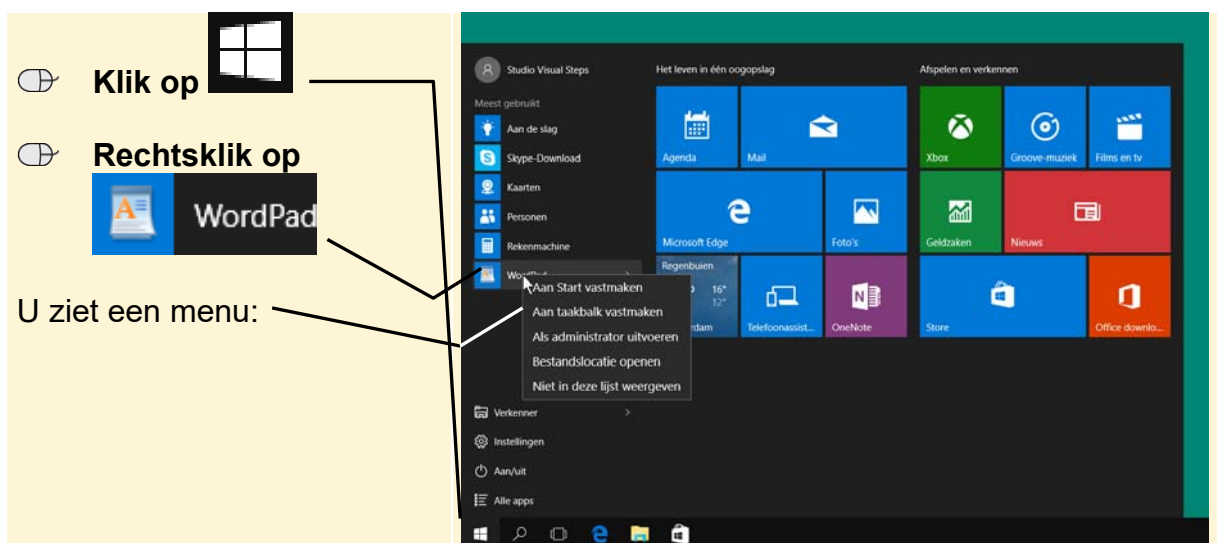 Klik op
Rechtsklik op
WordPad
U ziet een menu:
Studio Visual Steps
Meest gebruikt
Aan de slag
Skype-Download
Kaarten
Personen
Rekenmachine
Verkenner
Instellingen
Aan/uit
Alle apps
Aan Start vastmaken
Aan taakbalk vastmaken
Als administrator uitvoeren
Bestandslocatie openen
Niet in deze lijst weergeven
Het leven in één oogopslag
Agenda
Mail
Microsoft Edge
Foto's
Regenbuien
16°
12°
Telefoonassist...
OneNote
Afspelen en verkennen
Xbox
Groove-muziek
Films en tv
Geldzaken
Nieuws
Store
Office downlo...